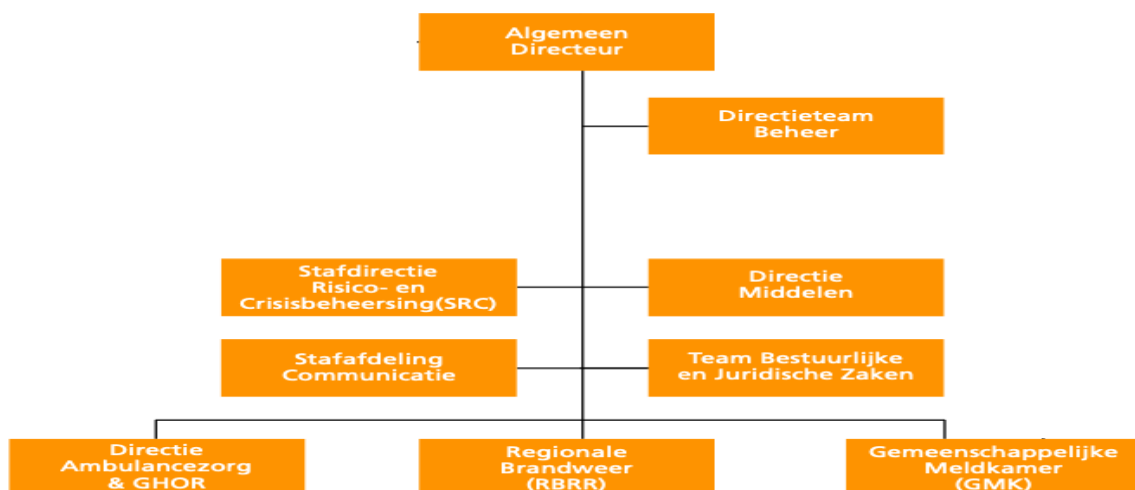 Algemeen
Directeur
Directieteam
Beheer
Stafdirectie
Risico- en
Crisisbeheersing(SRC)
Directie
Middelen
Stafafdeling
Communicatie
Team Bestuurlijke
en Juridische Zaken
Directie
Ambulancezorg
& GHOR
Regionale
Brandweer
(RBRR)
Gemeenschappelijke
Meldkamer
(GMK)